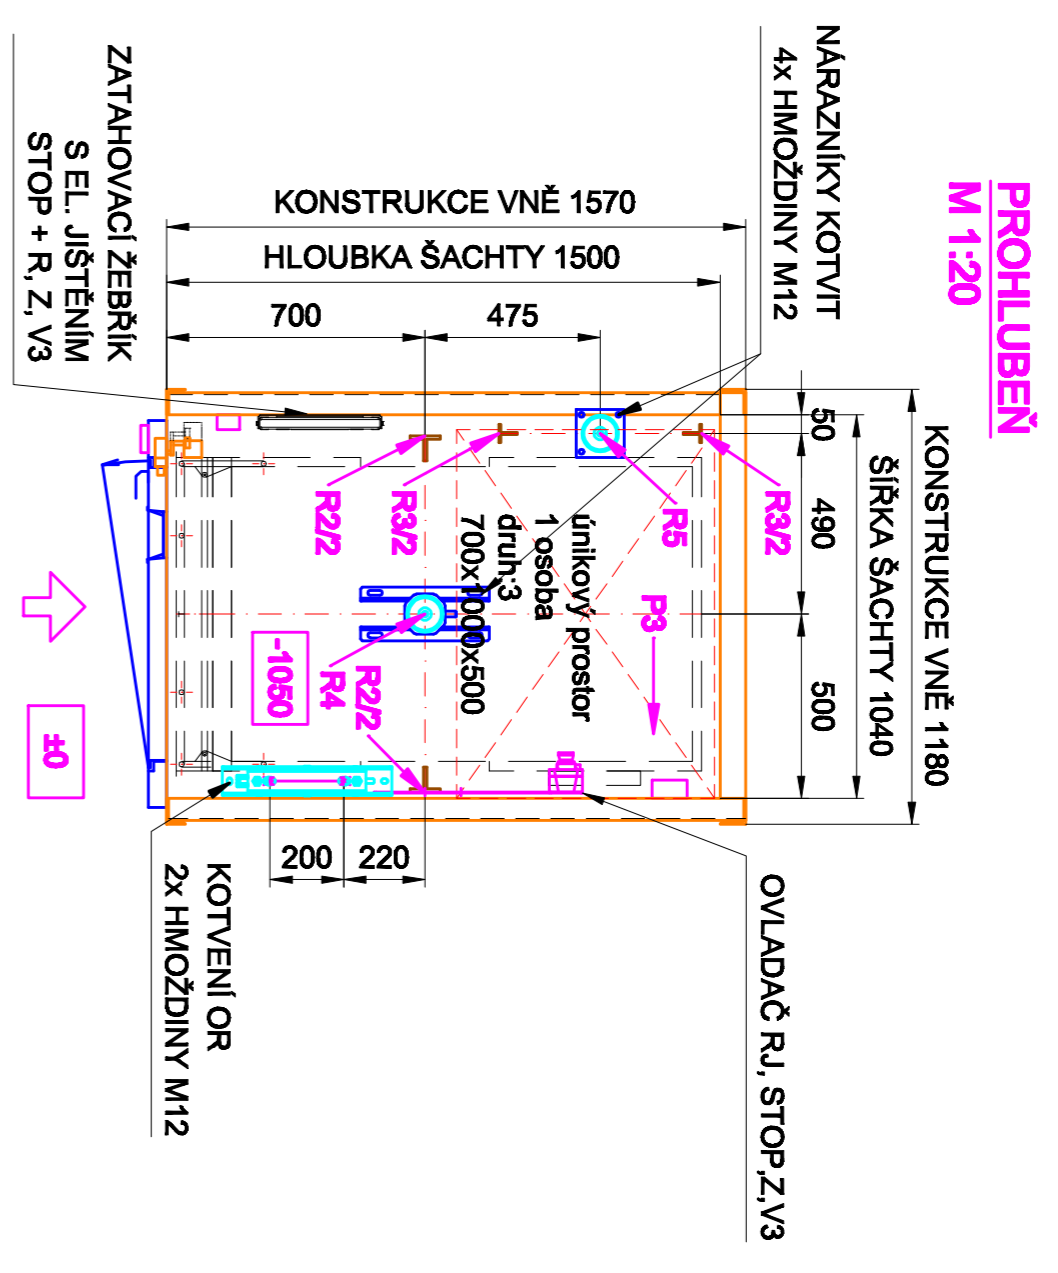 PROHLUBEŇ
M 1:20
NÁRAZNÍKY KOTVIT
4x HMOŽDINY M12
ZATAHOVACÍ ŽEBŘÍK
S EL. JIŠTĚNÍM
STOP + R, Z, V3
KONSTRUKCE VNĚ 1570
HLOUBKA ŠACHTY 1500
700
475
KONSTRUKCE VNĚ 1180
ŠÍŘKA ŠACHTY 1040
50
490
500
R3/2
R5
R3/2
R2/2
únikový prostor
1 osoba
druh:3
700x1000x500
P3
R2/2
R4
-1050
±0
200
220
KOTVENÍ OR
2x HMOŽDINY M12
OVLADAČ RJ, STOP,Z,V3